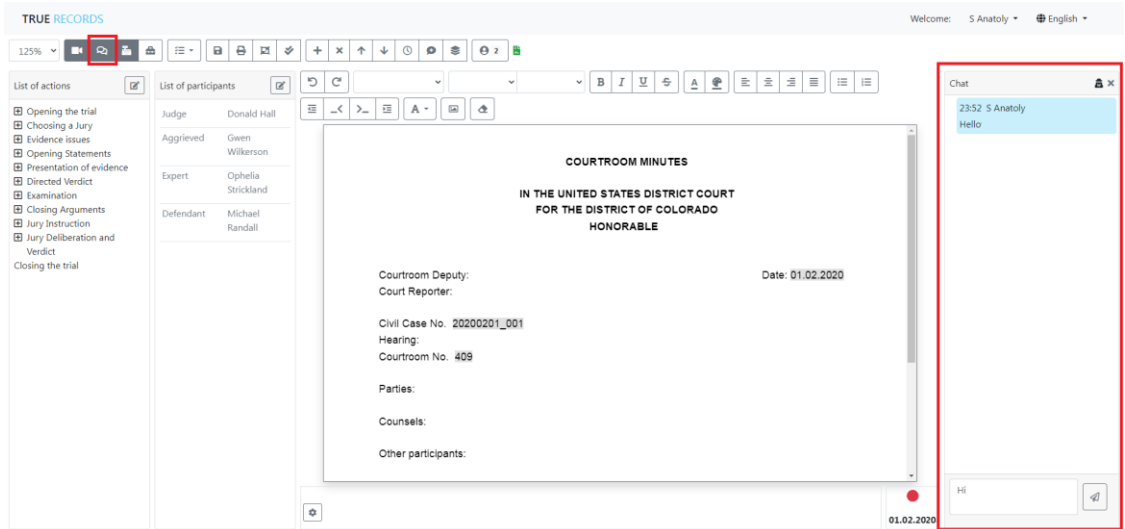 TRUE RECORDS
Welcome: S Anatoly English
125%
2
List of actions
Opening the trial
Choosing a Jury
Evidence issues
Opening Statements
Presentation of evidence
Directed Verdict
Examination
Closing Arguments
Jury Instruction
Jury Deliberation and
Verdict
Closing the trial
List of participants
Judge Donald Hall
Aggrieved Gwen
Wilkerson
Expert Ophelia
Strickland
Defendant Michael
Randall
B I U S A
A
COURTROOM MINUTES
IN THE UNITED STATES DISTRICT COURT
FOR THE DISTRICT OF COLORADO
HONORABLE
Courtroom Deputy: Date: 01.02.2020
Court Reporter:
Civil Case No. 20200201_001
Hearing:
Courtroom No. 409
Parties:
Counsels:
Other participants:
01.02.2020
Chat
23:52 S Anatoly
Hello
Hi